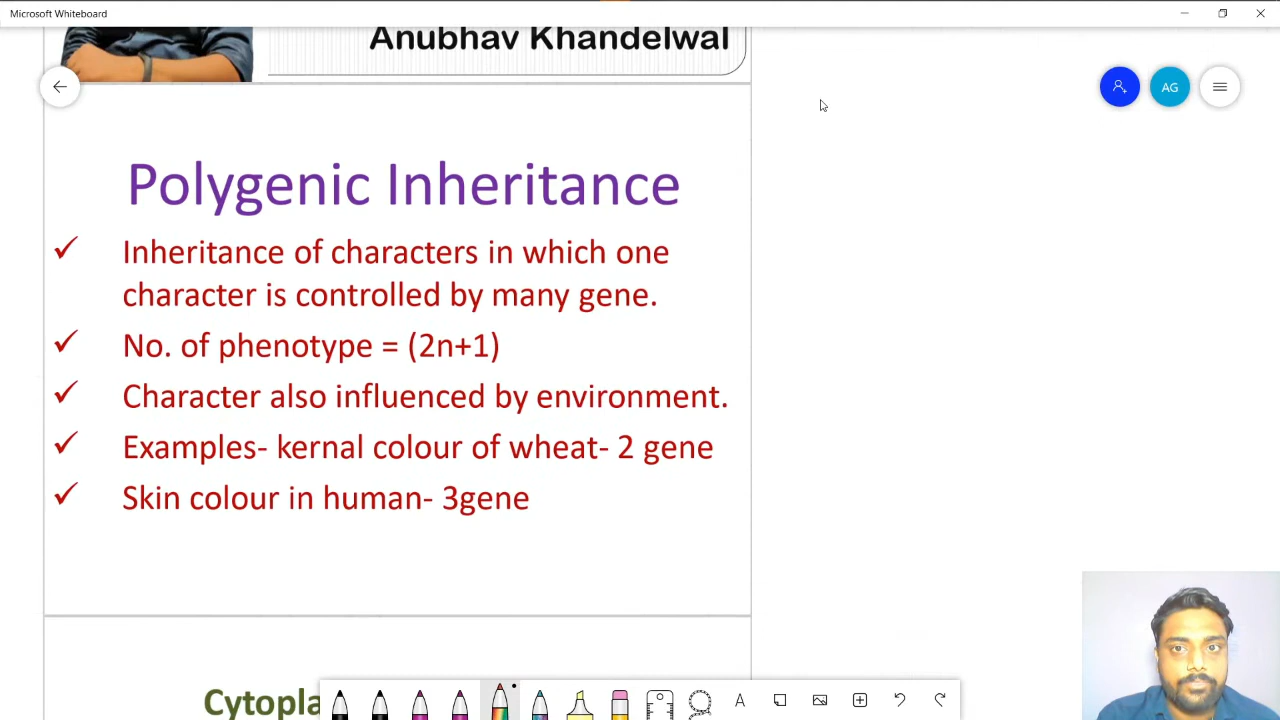 Microsoft Whiteboard
Anubhav Khandelwal
AG
Polygenic Inheritance
✓ Inheritance of characters in which one
character is controlled by many gene.
✓ No. of phenotype = (2n+1)
✓ Character also influenced by environment.
✓ Examples- kernal colour of wheat- 2 gene
✓ Skin colour in human- 3gene
Cytopla
A